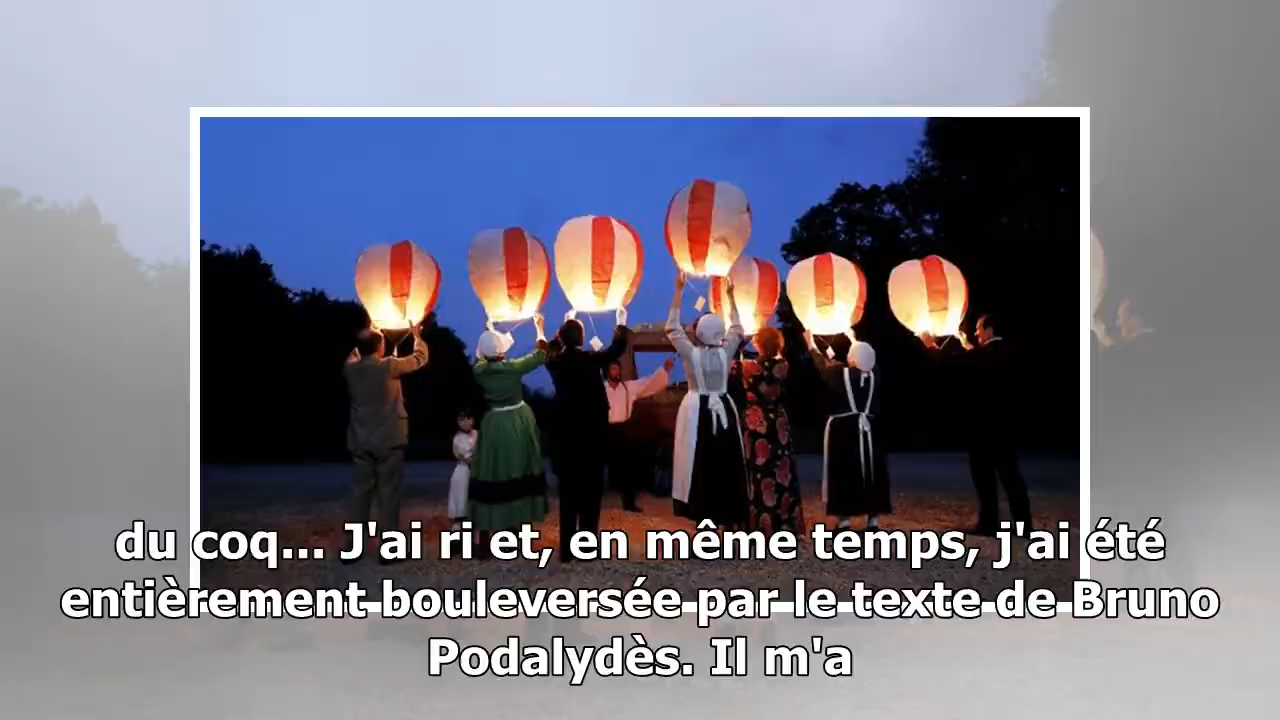 du coq... J'ai ri et, en même temps, j'ai été
entièrement bouleversée par le texte de Bruno
Podalydès. Il m'a